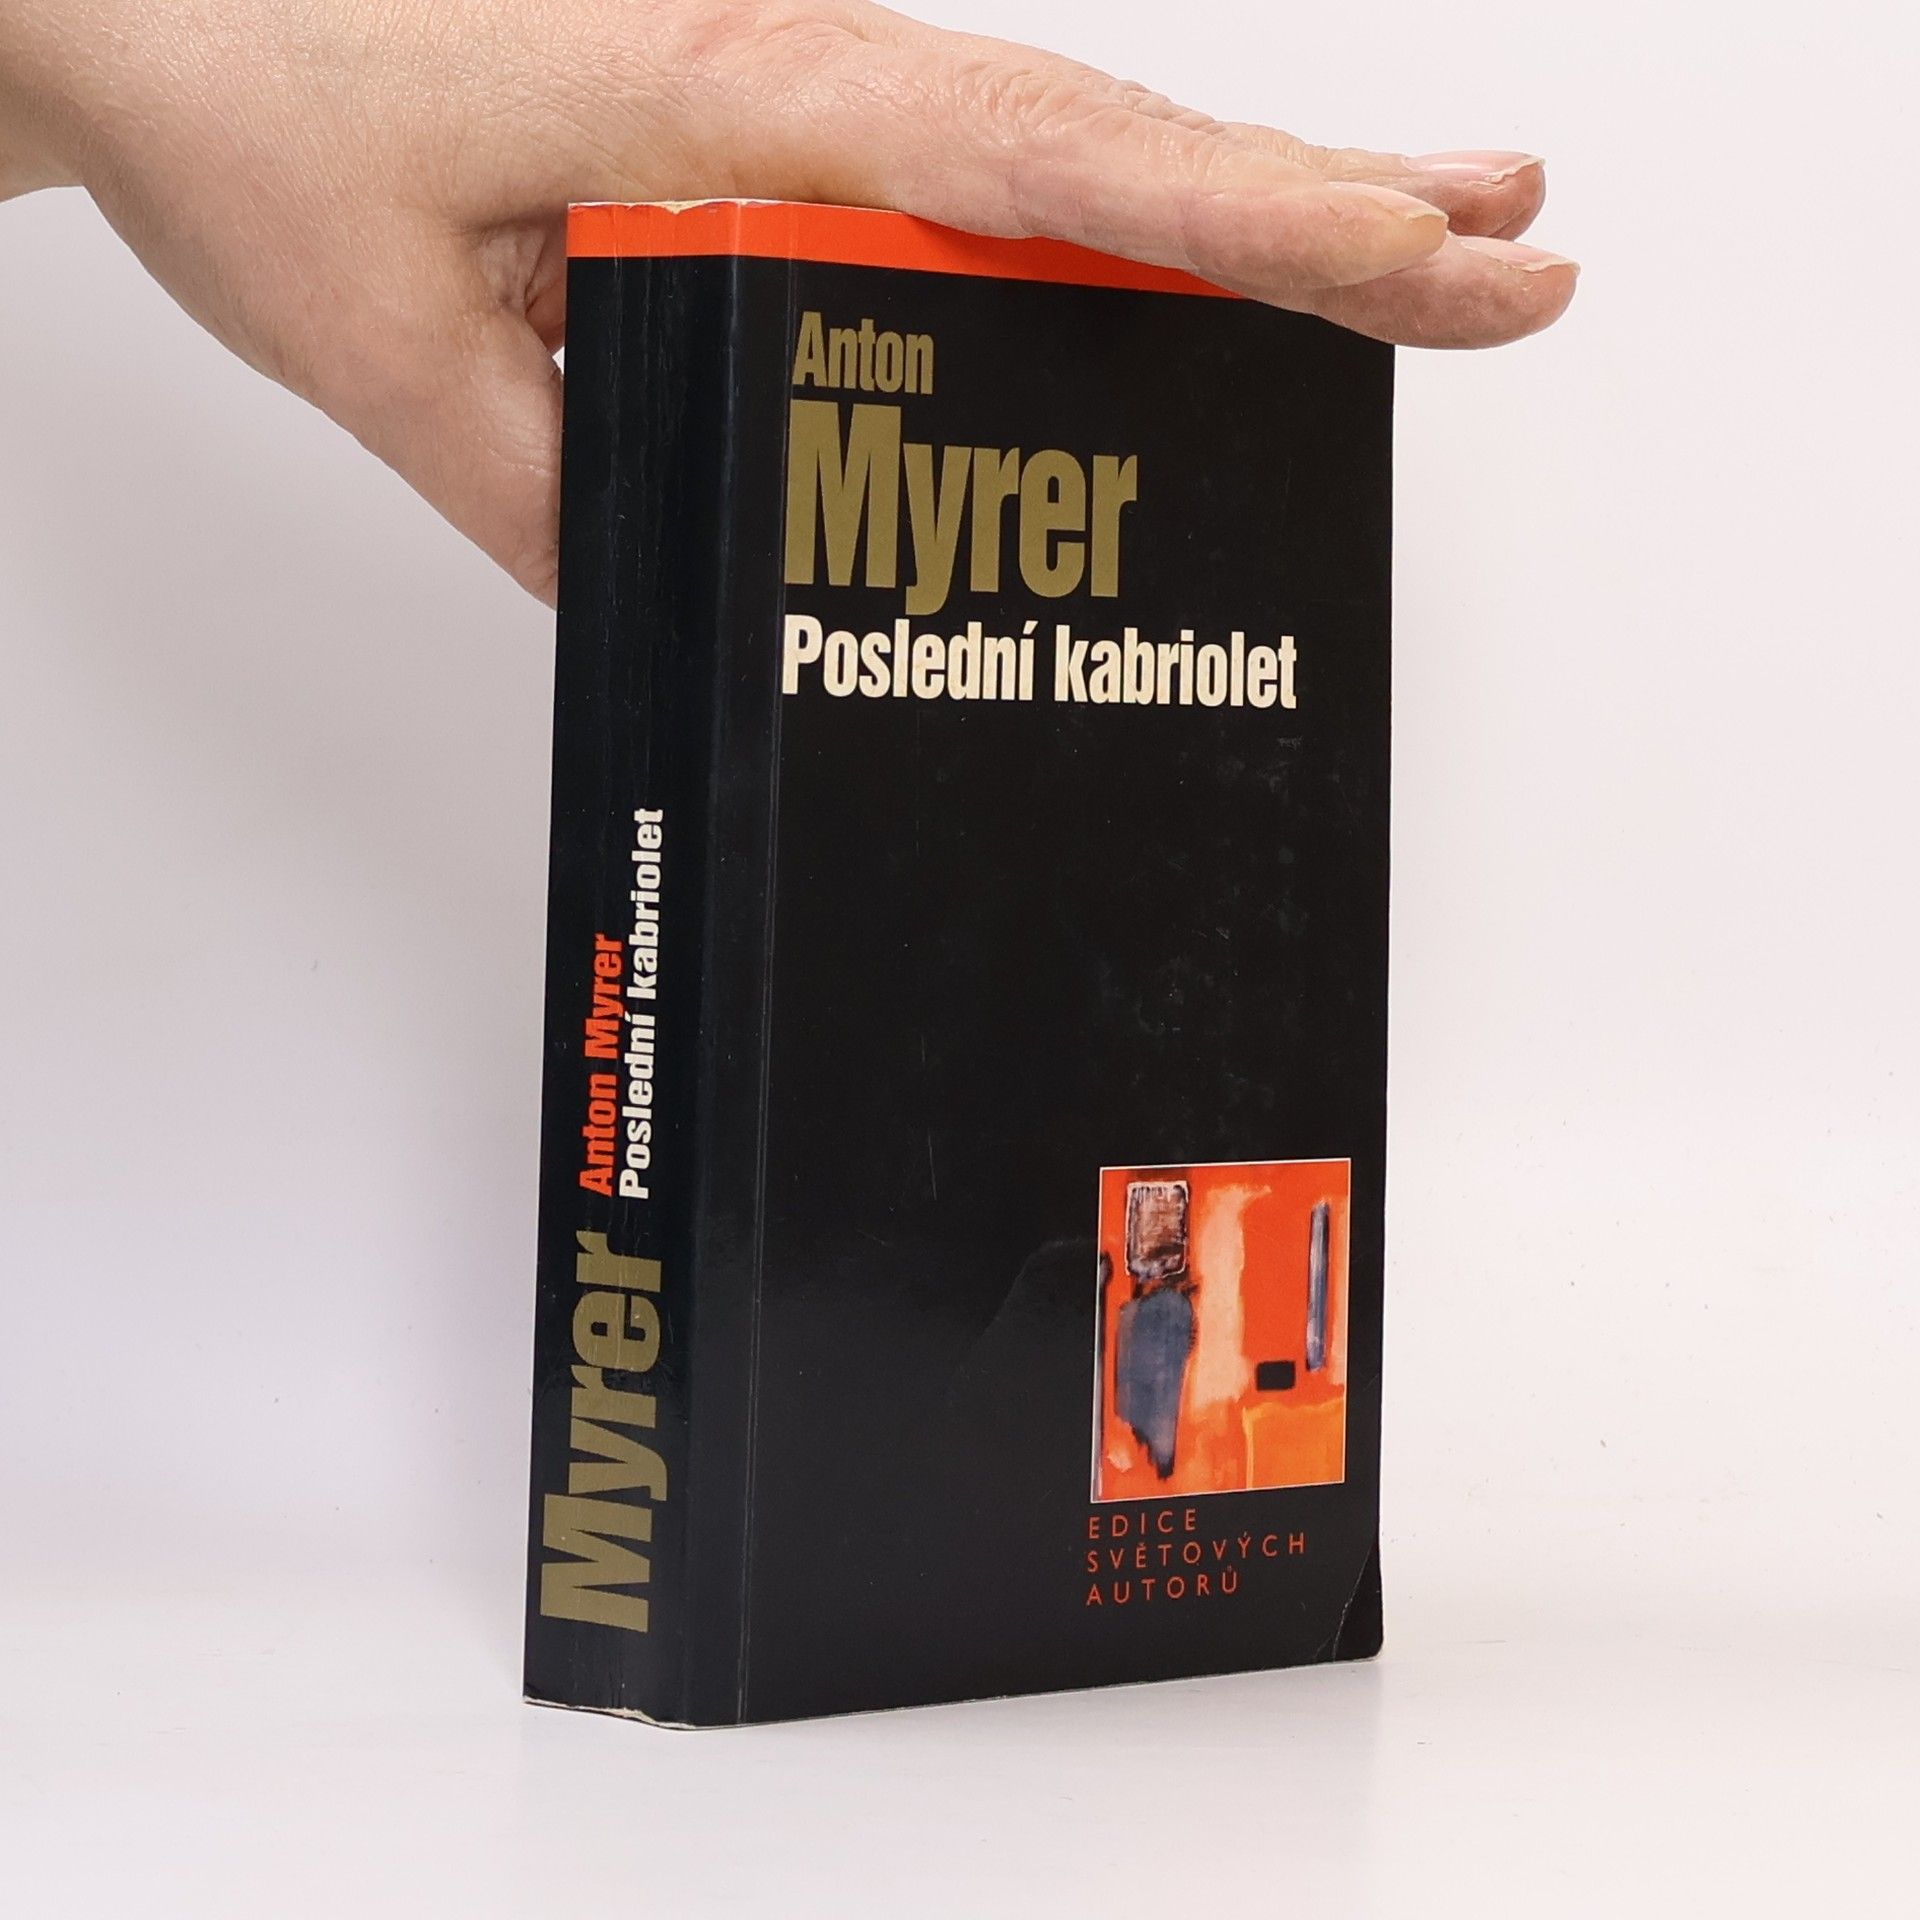 Anton
Myrer
Poslední kabriolet
EDICE
SVĚTOVÝCH
AUTORŮ
Myrer
Anton Myrer
Poslední kabriolet